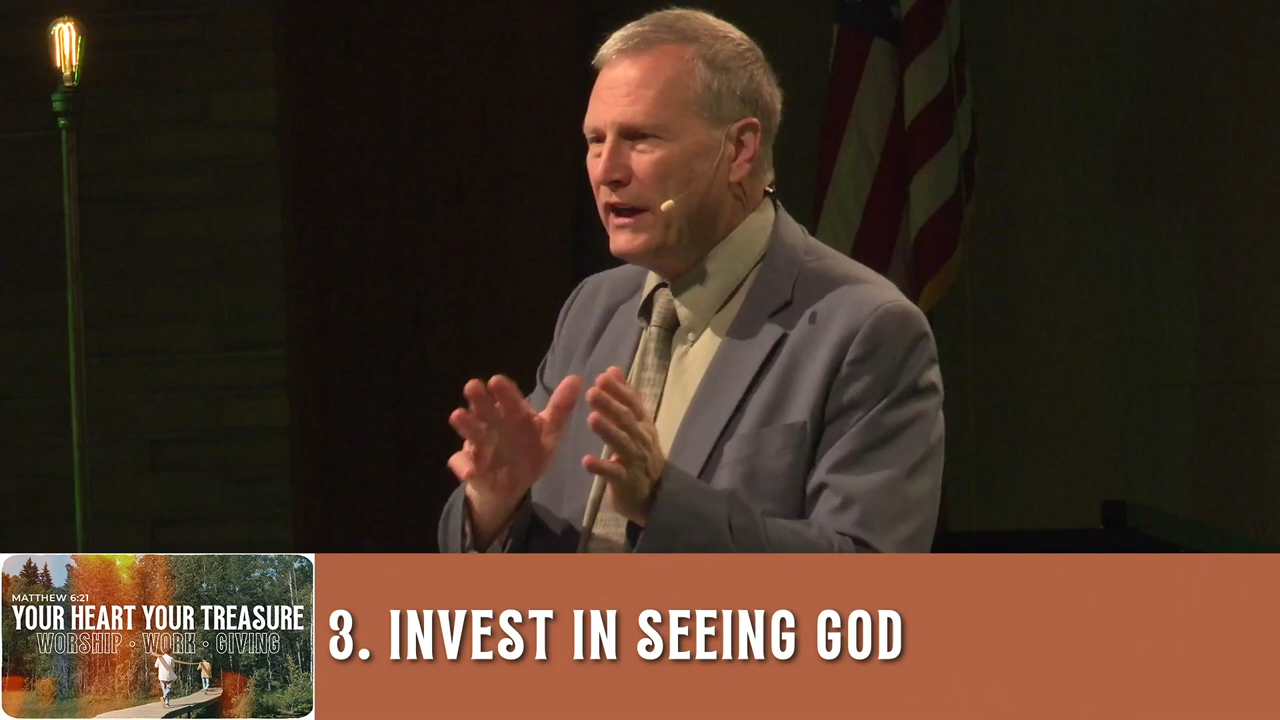 MATTHEW 6:21
YOUR HEART YOUR TREASURE
WORSHIP • WORK • GIVING
3. INVEST IN SEEING GOD